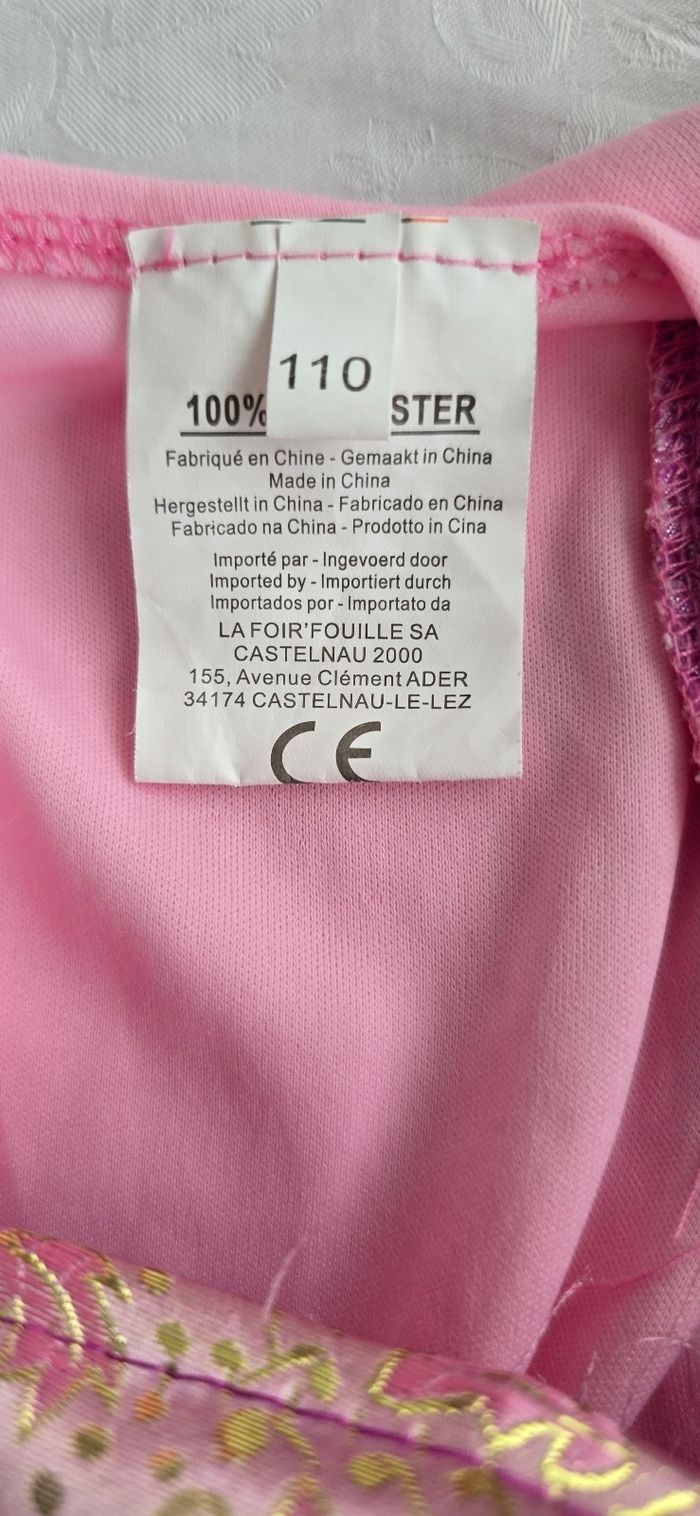 110
100% STER
Fabriqué en Chine - Gemaakt in China
Made in China
Hergestellt in China - Fabricado en China
Fabricado na China - Prodotto in Cina
Importé par - Ingevoerd door
Imported by - Importiert durch
Importados por - Importato da
LA FOIR'FOUILLE SA
CASTELNAU 2000
155, Avenue Clément ADER
34174 CASTELNAU-LE-LEZ
CE